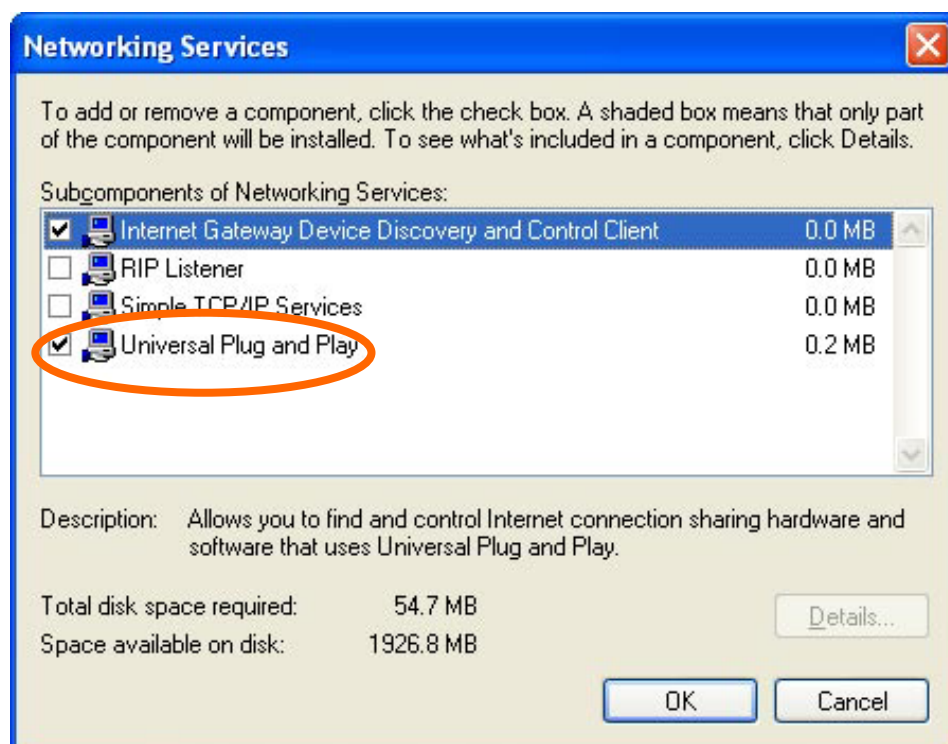 Networking Services
To add or remove a component, click the check box. A shaded box means that only part
of the component will be installed. To see what's included in a component, click Details.
Subcomponents of Networking Services:
Internet Gateway Device Discovery and Control Client 0.0 MB
RIP Listener 0.0 MB
Simple TCP/IP Services 0.0 MB
Universal Plug and Play 0.2 MB
Description: Allows you to find and control Internet connection sharing hardware and
software that uses Universal Plug and Play.
Total disk space required: 54.7 MB
Details...
Space available on disk: 1926.8 MB
OK Cancel